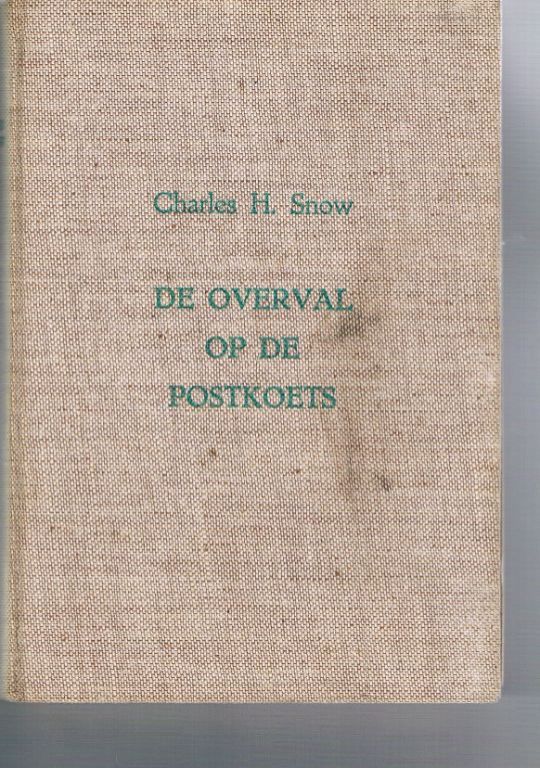 Charles H. Snow
DE OVERVAL
OP DE
POSTKOETS